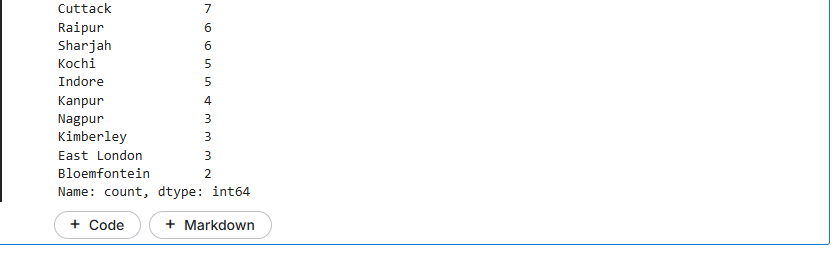 Cuttack 7
Raipur 6
Sharjah 6
Kochi 5
Indore 5
Kanpur 4
Nagpur 3
Kimberley 3
East London 3
Bloemfontein 2
Name: count, dtype: int64
+ Code + Markdown